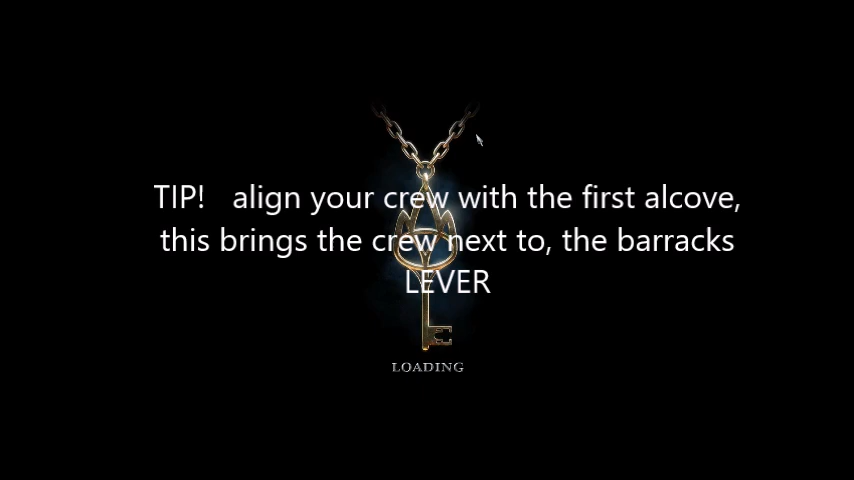 TIP!   align your crew with the first alcove,
this brings the crew next to, the barracks
LEVER
LOADING